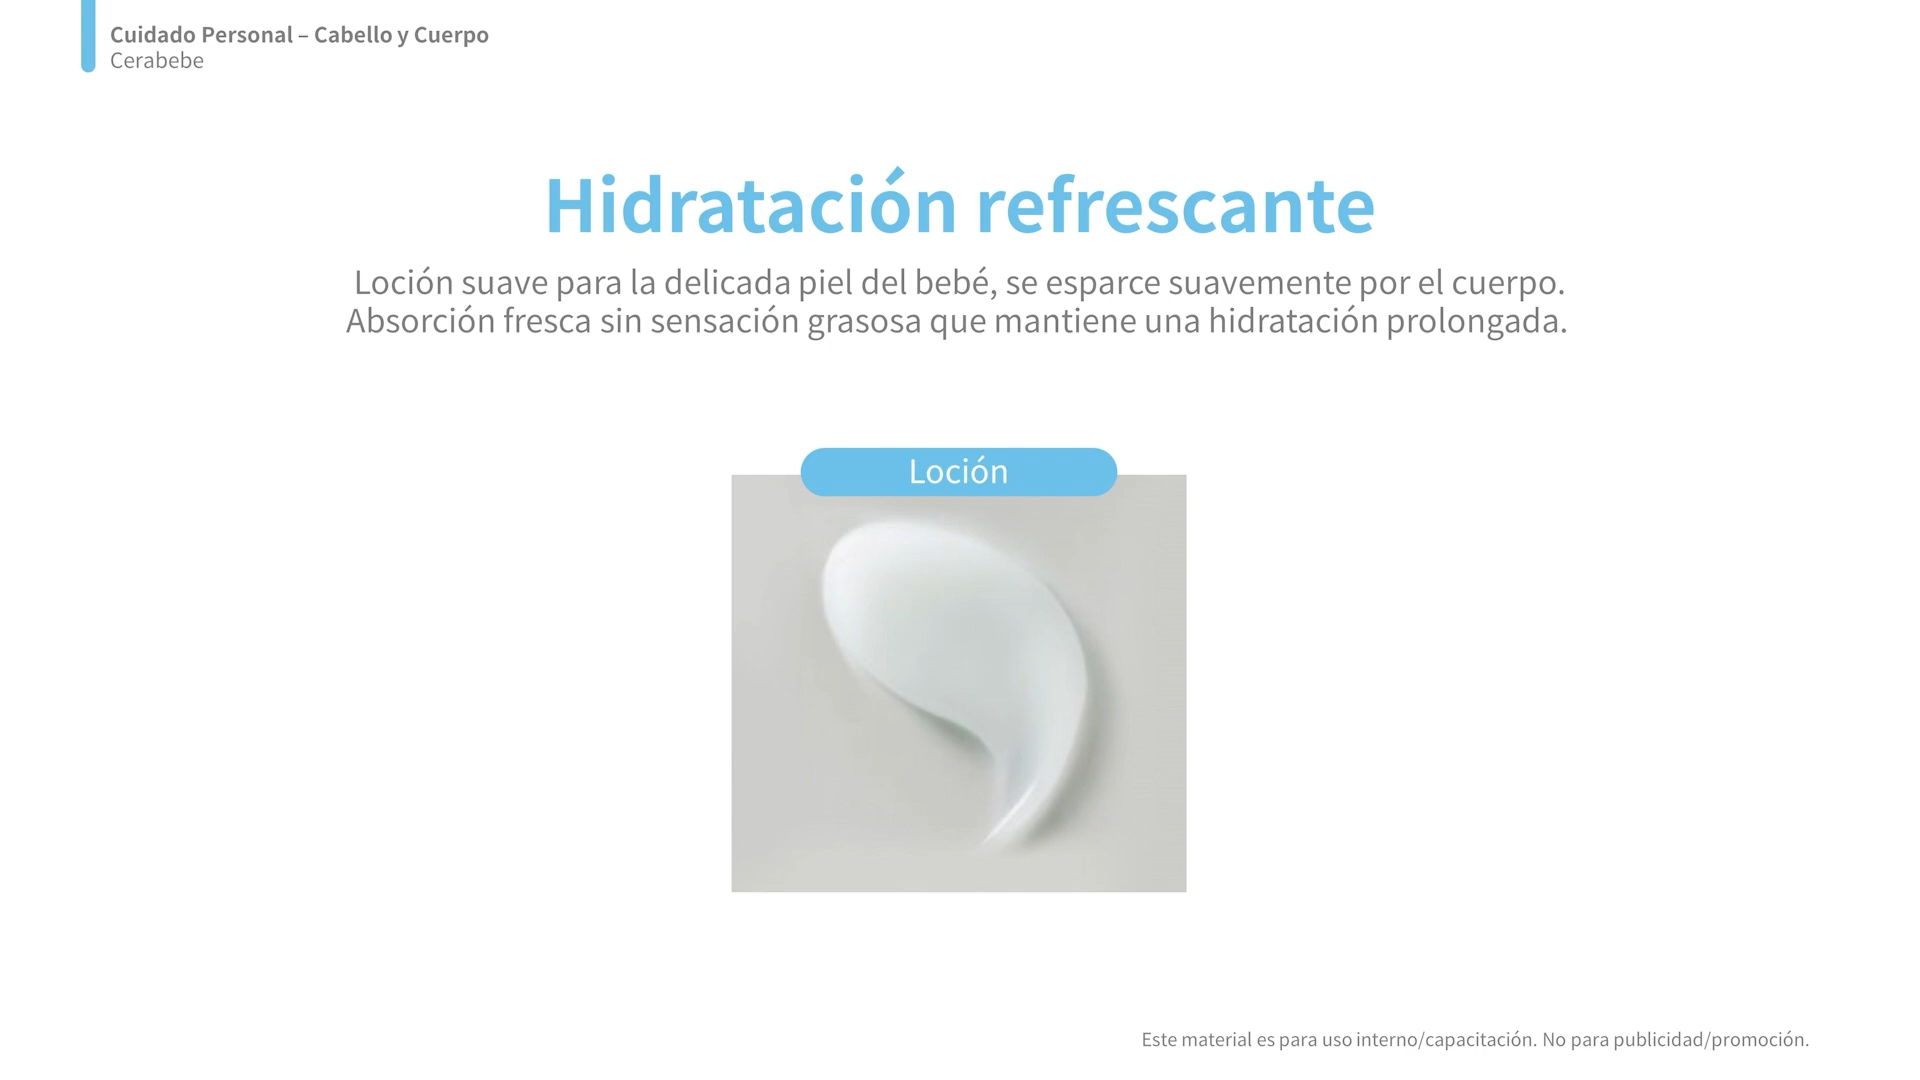 Cuidado Personal – Cabello y Cuerpo
Cerabebe
Hidratación refrescante
Loción suave para la delicada piel del bebé, se esparce suavemente por el cuerpo.
Absorción fresca sin sensación grasosa que mantiene una hidratación prolongada.
Loción
Este material es para uso interno/capacitación. No para publicidad/promoción.